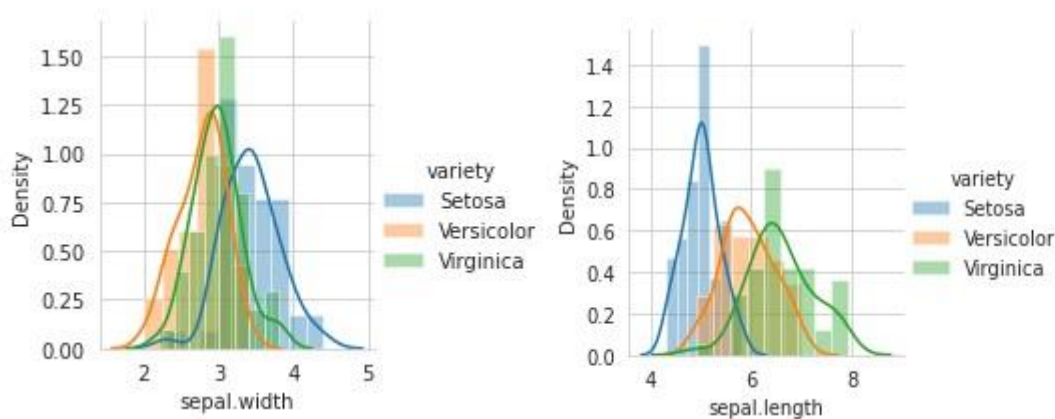 1.50
1.25
1.00
0.75
0.50
0.25
0.00
Density
2 3 4 5
sepal.width
variety
Setosa
Versicolor
Virginica
1.4
1.2
1.0
0.8
0.6
0.4
0.2
0.0
Density
4 6 8
sepal.length
variety
Setosa
Versicolor
Virginica